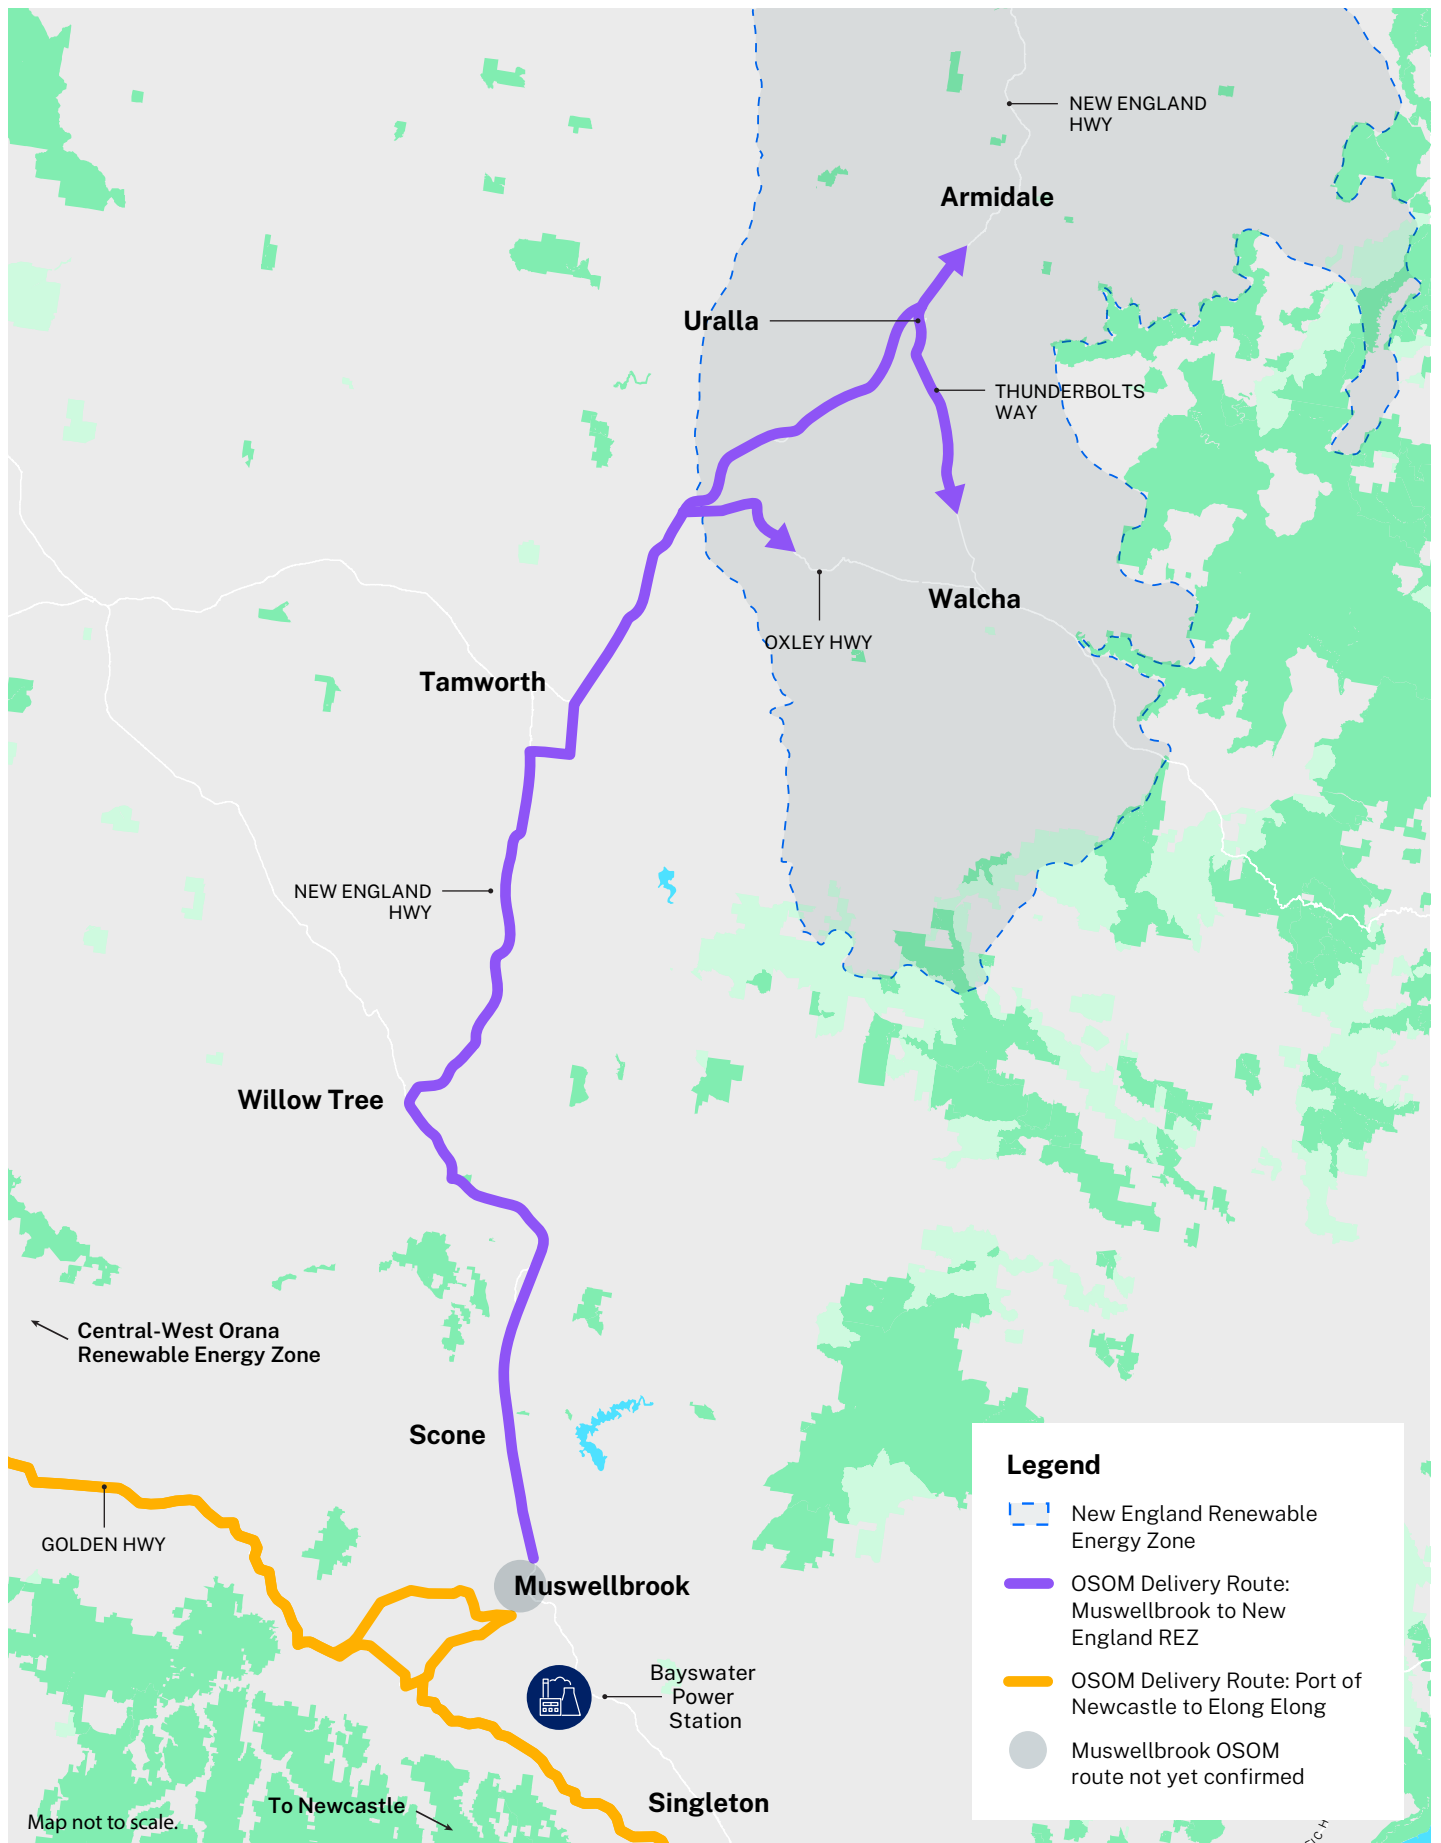 NEW ENGLAND
HWY
Armidale
Uralla
THUNDERBOLTS
WAY
Walcha
OXLEY HWY
Tamworth
NEW ENGLAND
HWY
Willow Tree
Central-West Orana
Renewable Energy Zone
Scone
GOLDEN HWY
Muswellbrook
Bayswater
Power
Station
Singleton
To Newcastle
Map not to scale.
Legend
New England Renewable
Energy Zone
OSOM Delivery Route:
Muswellbrook to New
England REZ
OSOM Delivery Route: Port of
Newcastle to Elong Elong
Muswellbrook OSOM
route not yet confirmed